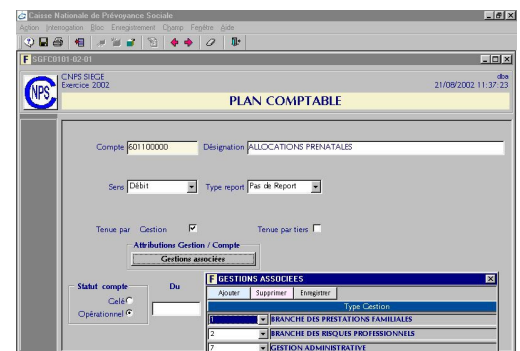 Caisse Nationale de Prévoyance Sociale
Action Interrogation Bloc Enregistrement Champ Fenêtre Aide
F SGFC0101-02-01
CNPS SIEGE
dba
Exercice 2002
21/08/2002 11:37:23
NPS
PLAN COMPTABLE
Compte 601100000 Désignation ALLOCATIONS PRENATALES
Sens Débit Type report Pas de Report
Tenue par Gestion Tenue par tiers
Attributions Gestion / Compte
Gestions associées
Statut compte Du
Gelé
Opérationnel
F GESTIONS ASSOCIEES
Ajouter Supprimer Enregistrer
Type Gestion
1 BRANCHE DES PRESTATIONS FAMILIALES
2 BRANCHE DES RISQUES PROFESSIONNELS
7 GESTION ADMINISTRATIVE